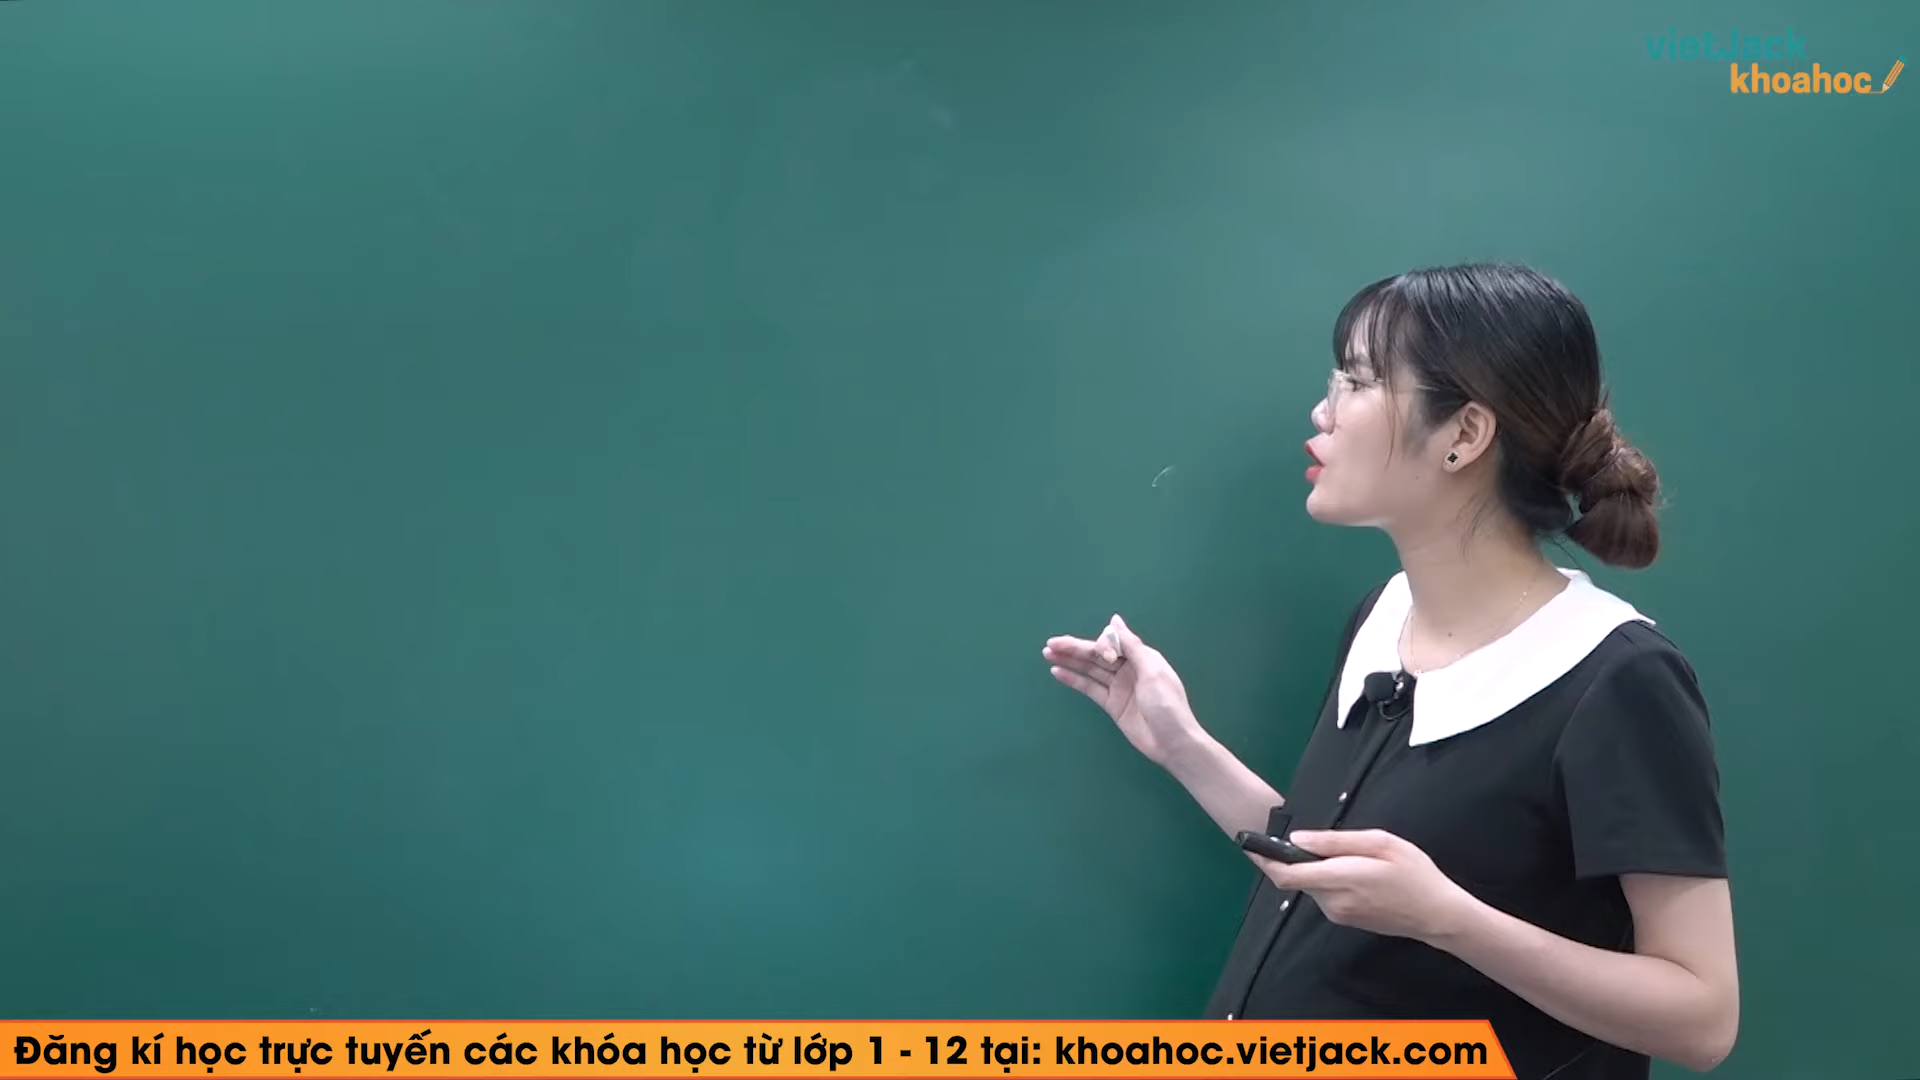 vietJack
khoahoc
Đăng kí học trực tuyến các khóa học từ lớp 1 - 12 tại: khoahoc.vietjack.com